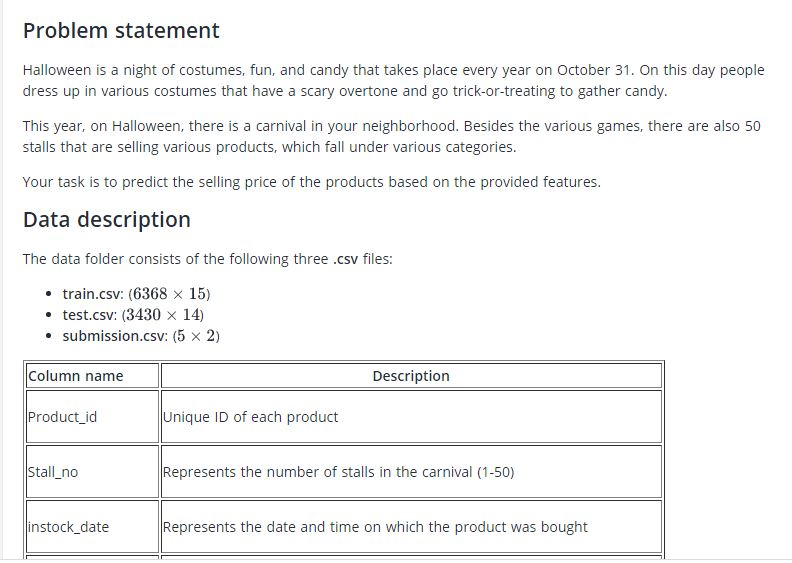 Problem statement
Halloween is a night of costumes, fun, and candy that takes place every year on October 31. On this day people
dress up in various costumes that have a scary overtone and go trick-or-treating to gather candy.
This year, on Halloween, there is a carnival in your neighborhood. Besides the various games, there are also 50
stalls that are selling various products, which fall under various categories.
Your task is to predict the selling price of the products based on the provided features.
Data description
The data folder consists of the following three .csv files:
• train.csv: (6368 × 15)
• test.csv: (3430 × 14)
• submission.csv: (5 × 2)
Column name Description
Product_id Unique ID of each product
Stall_no Represents the number of stalls in the carnival (1-50)
instock_date Represents the date and time on which the product was bought